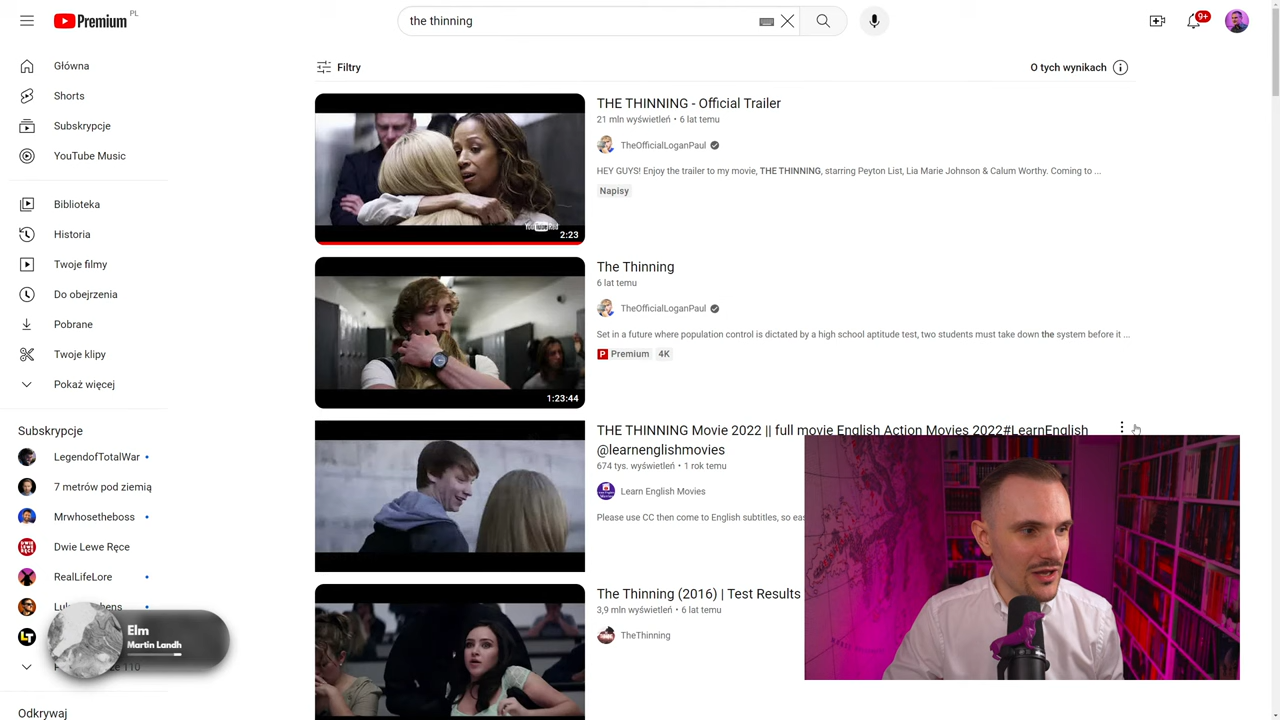 Premium PL
the thinning
9+
Główna
Shorts
Subskrypcje
YouTube Music
Biblioteka
Historia
Twoje filmy
Do obejrzenia
Pobrane
Twoje klipy
Pokaż więcej
Subskrypcje
LegendofTotalWar
7 metrów pod ziemią
Mrwhosetheboss
Dwie Lewe Ręce
RealLifeLore
LT
Odkrywaj
Elm
Martin Landh
Filtry
O tych wynikach
THE THINNING - Official Trailer
21 mln wyświetleń • 6 lat temu
TheOfficialLoganPaul
HEY GUYS! Enjoy the trailer to my movie, THE THINNING, starring Peyton List, Lia Marie Johnson & Calum Worthy. Coming to ...
Napisy
2:23
The Thinning
6 lat temu
TheOfficialLoganPaul
Set in a future where population control is dictated by a high school aptitude test, two students must take down the system before it ...
P Premium 4K
1:23:44
THE THINNING Movie 2022 || full movie English Action Movies 2022#LearnEnglish
@learnenglishmovies
674 tys. wyświetleń • 1 rok temu
Learn English Movies
Please use CC then come to English subtitles, so
The Thinning (2016) | Test Results
3,9 mln wyświetleń • 6 lat temu
TheThinning